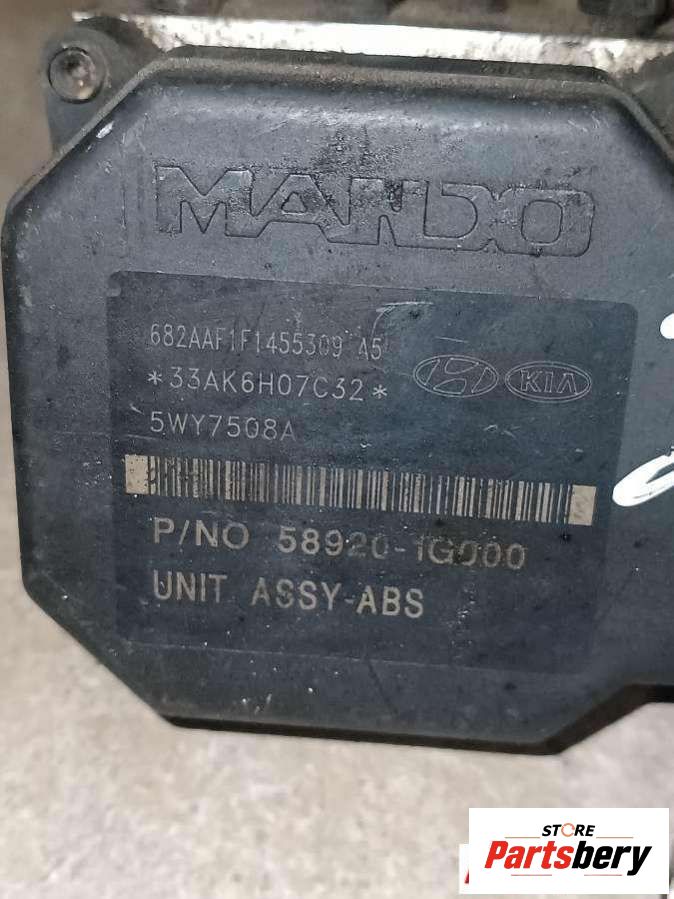 MANDO
682AAF1F1455309 A5
*33AK6H07C32*
KIA
5WY7508A
P/NO 58920-1G000
UNIT ASSY-ABS
STORE
Partsbery